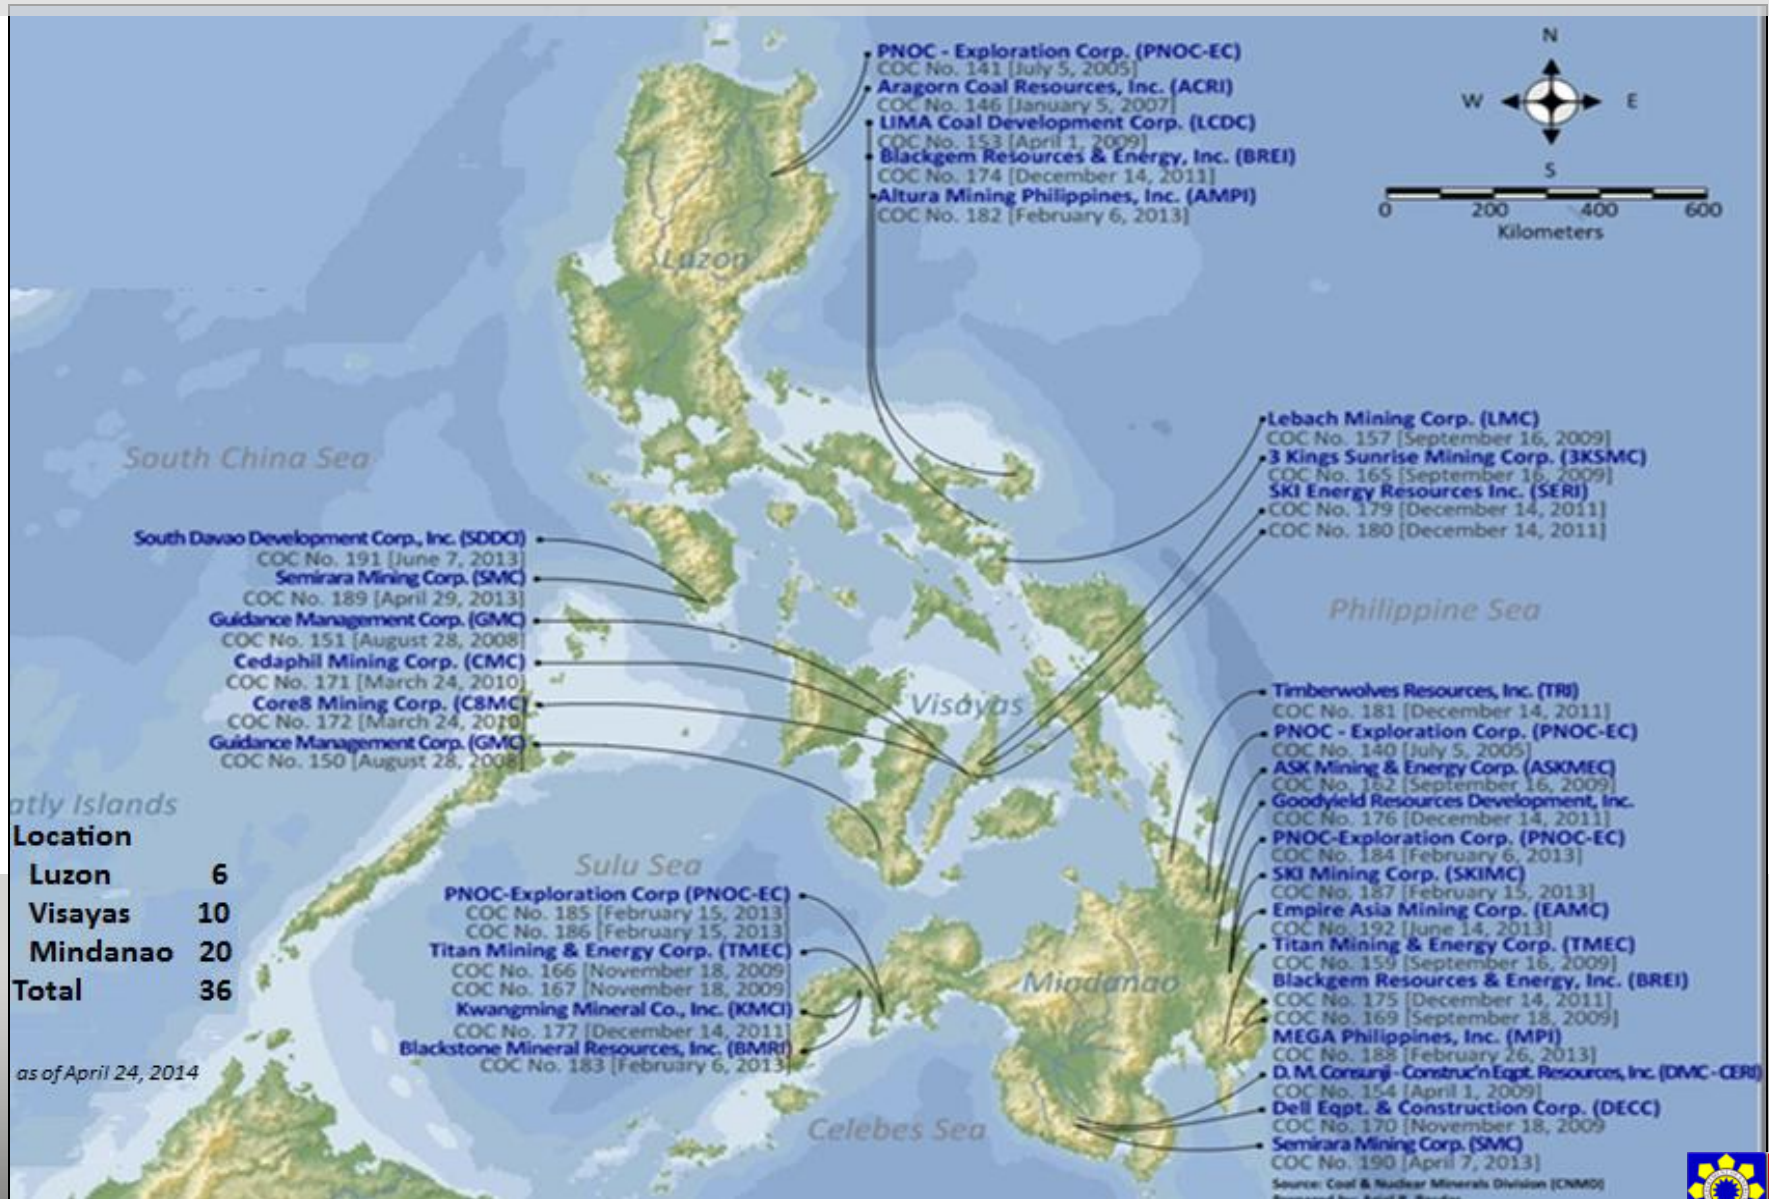 PNOC - Exploration Corp. (PNOC-EC)
COC No. 141 [July 5, 2005]
Aragorn Coal Resources, Inc. (ACRI)
COC No. 146 [January 5, 2007]
LIMA Coal Development Corp. (LCDC)
COC No. 153 [April 1, 2009]
Blackgem Resources & Energy, Inc. (BREI)
COC No. 174 [December 14, 2011]
Altura Mining Philippines, Inc. (AMPI)
COC No. 182 [February 6, 2013]
N
W E
S
0 200 400 600
Kilometers
Luzon
South China Sea
Lebach Mining Corp. (LMC)
COC No. 157 [September 16, 2009]
3 Kings Sunrise Mining Corp. (3KSMC)
COC No. 165 [September 16, 2009]
SKI Energy Resources Inc. (SERI)
COC No. 179 [December 14, 2011]
COC No. 180 [December 14, 2011]
South Davao Development Corp., Inc. (SDDCI)
COC No. 191 [June 7, 2013]
Semirara Mining Corp. (SMC)
COC No. 189 [April 29, 2013]
Guidance Management Corp. (GMC)
COC No. 151 [August 28, 2008]
Cedaphil Mining Corp. (CMC)
COC No. 171 [March 24, 2010]
Core8 Mining Corp. (C8MC)
COC No. 172 [March 24, 2010]
Guidance Management Corp. (GMC)
COC No. 150 [August 28, 2008]
Philippine Sea
Visayas
Timberwolves Resources, Inc. (TRI)
COC No. 181 [December 14, 2011]
PNOC - Exploration Corp. (PNOC-EC)
COC No. 140 [July 5, 2005]
ASK Mining & Energy Corp. (ASKMEC)
COC No. 162 [September 16, 2009]
Goodyield Resources Development, Inc.
COC No. 176 [December 14, 2011]
PNOC-Exploration Corp. (PNOC-EC)
COC No. 184 [February 6, 2013]
SKI Mining Corp. (SKIMC)
COC No. 187 [February 15, 2013]
Empire Asia Mining Corp. (EAMC)
COC No. 192 [June 14, 2013]
Titan Mining & Energy Corp. (TMEC)
COC No. 159 [September 16, 2009]
Blackgem Resources & Energy, Inc. (BREI)
COC No. 175 [December 14, 2011]
COC No. 169 [September 18, 2009]
MEGA Philippines, Inc. (MPI)
COC No. 188 [February 26, 2013]
D. M. Consunji - Construc'n Eqpt. Resources, Inc. (DMC - CERI)
COC No. 154 [April 1, 2009]
Dell Eqpt. & Construction Corp. (DECC)
COC No. 170 [November 18, 2009
Semirara Mining Corp. (SMC)
COC No. 190 [April 7, 2013]
Source: Coal & Nuclear Minerals Division (CNMD)
atly Islands
Location
Luzon 6
Visayas 10
Mindanao 20
Total 36
as of April 24, 2014
Sulu Sea
PNOC-Exploration Corp (PNOC-EC)
COC No. 185 [February 15, 2013]
COC No. 186 [February 15, 2013]
Titan Mining & Energy Corp. (TMEC)
COC No. 166 [November 18, 2009]
COC No. 167 [November 18, 2009]
Kwangming Mineral Co., Inc. (KMCI)
COC No. 177 [December 14, 2011]
Blackstone Mineral Resources, Inc. (BMRI)
COC No. 183 [February 6, 2013]
Mindanao
Celebes Sea